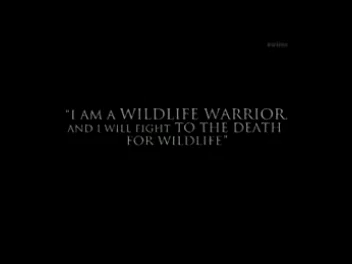 "I AM A WILDLIFE WARRIOR,
AND I WILL FIGHT TO THE DEATH
FOR WILDLIFE"